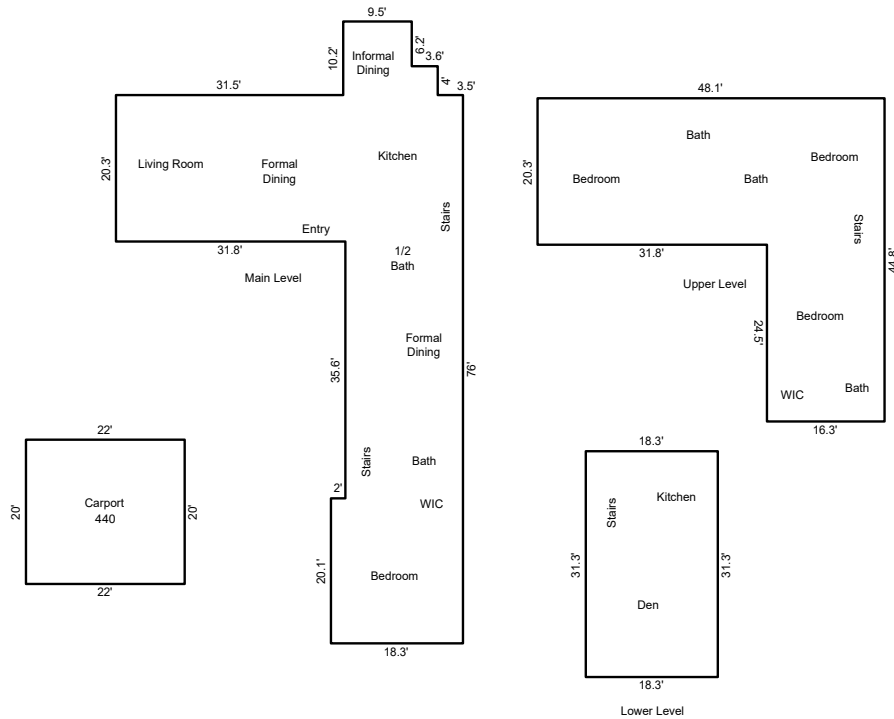 9.5'
10.2'
6.2'
Informal
Dining
3.6'
4'
3.5'
31.5'
20.3'
Living Room
Formal
Dining
Kitchen
Stairs
Entry
31.8'
1/2
Bath
Main Level
Formal
Dining
35.6'
76'
Stairs
Bath
2'
WIC
20.1'
Bedroom
18.3'
22'
20'
Carport
440
20'
22'
48.1'
20.3'
Bath
Bedroom
Bedroom
Bath
Stairs
44.8'
31.8'
Upper Level
24.5'
Bedroom
WIC
Bath
16.3'
18.3'
Stairs
Kitchen
31.3'
31.3'
Den
18.3'
Lower Level